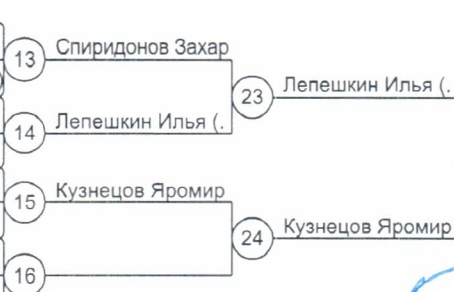 13 Спиридонов Захар
23 Лепешкин Илья (.
14 Лепешкин Илья (.
15 Кузнецов Яромир
24 Кузнецов Яромир
16